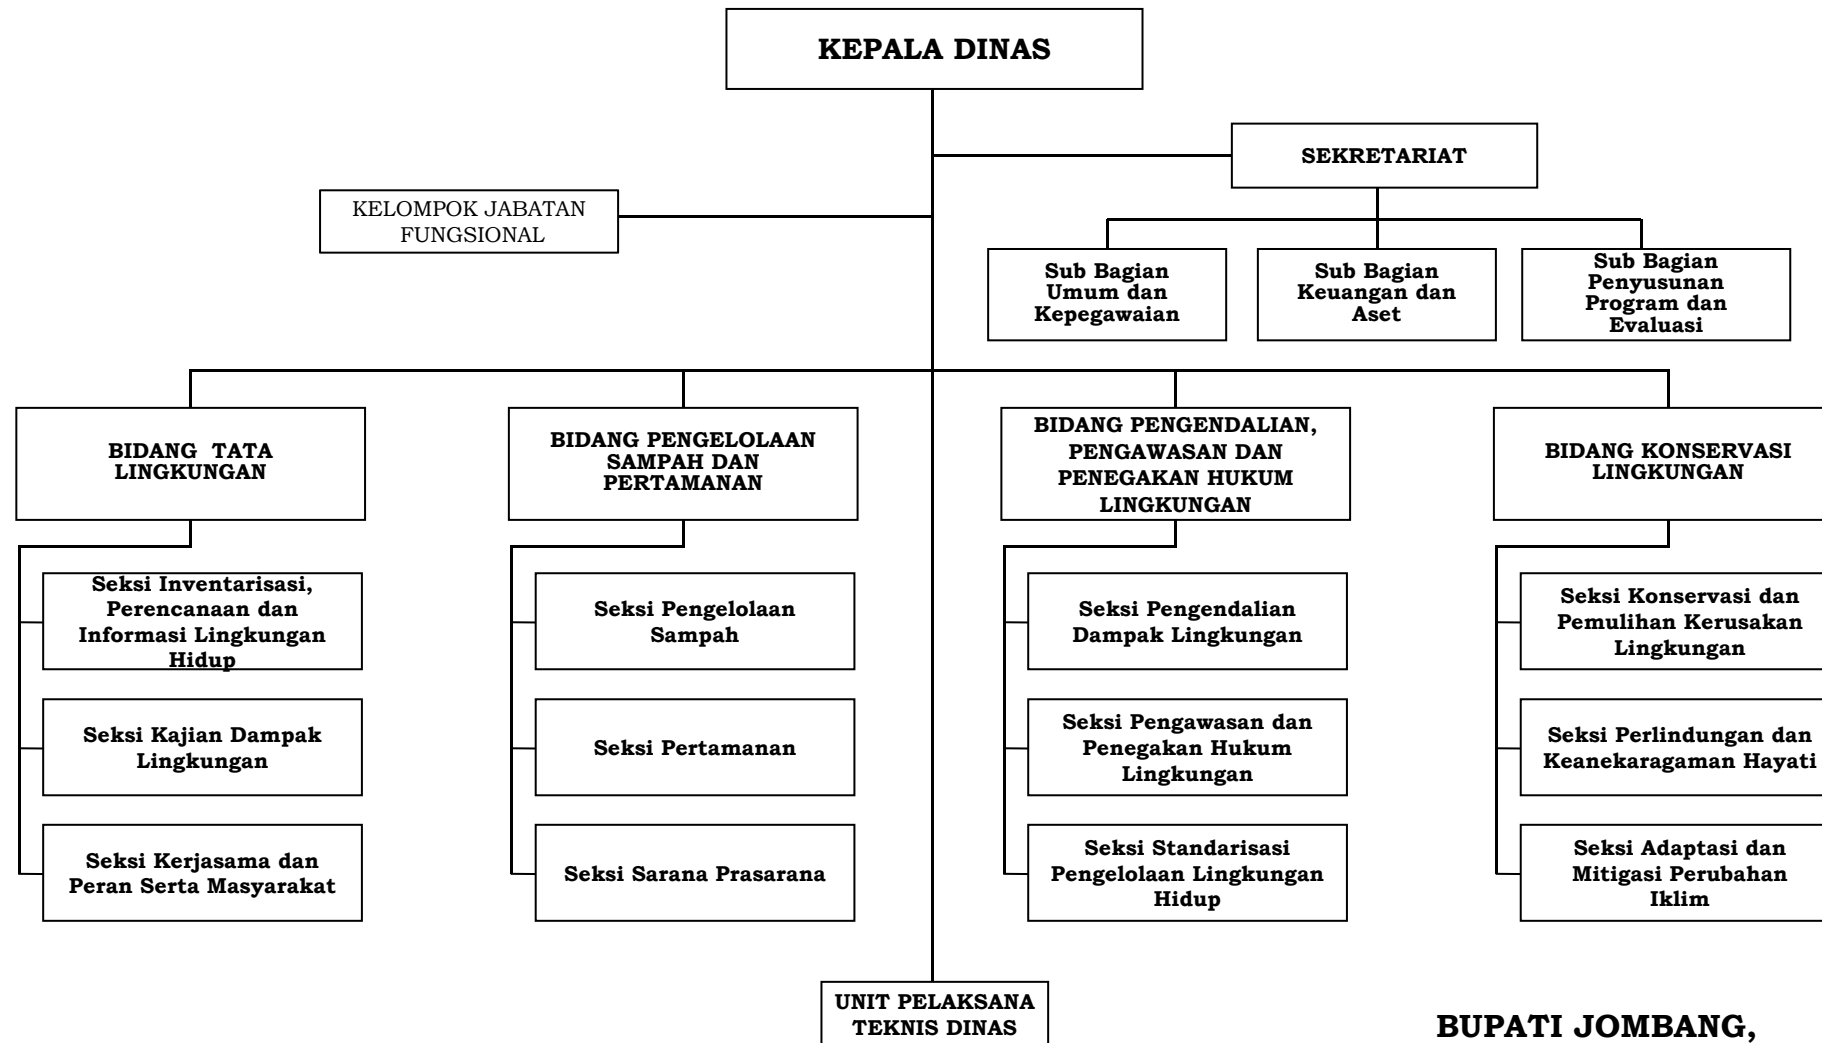 KEPALA DINAS
SEKRETARIAT
KELOMPOK JABATAN
FUNGSIONAL
Sub Bagian
Umum dan
Kepegawaian
Sub Bagian
Keuangan dan
Aset
Sub Bagian
Penyusunan
Program dan
Evaluasi
BIDANG TATA
LINGKUNGAN
BIDANG PENGELOLAAN
SAMPAH DAN
PERTAMANAN
BIDANG PENGENDALIAN,
PENGAWASAN DAN
PENEGAKAN HUKUM
LINGKUNGAN
BIDANG KONSERVASI
LINGKUNGAN
Seksi Inventarisasi,
Perencanaan dan
Informasi Lingkungan
Hidup
Seksi Pengelolaan
Sampah
Seksi Pengendalian
Dampak Lingkungan
Seksi Konservasi dan
Pemulihan Kerusakan
Lingkungan
Seksi Kajian Dampak
Lingkungan
Seksi Pertamanan
Seksi Pengawasan dan
Penegakan Hukum
Lingkungan
Seksi Perlindungan dan
Keanekaragaman Hayati
Seksi Kerjasama dan
Peran Serta Masyarakat
Seksi Sarana Prasarana
Seksi Standarisasi
Pengelolaan Lingkungan
Hidup
Seksi Adaptasi dan
Mitigasi Perubahan
Iklim
UNIT PELAKSANA
TEKNIS DINAS
BUPATI JOMBANG,